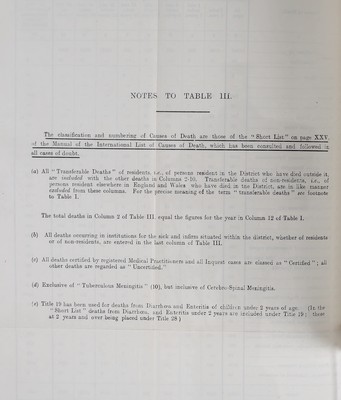 NOTES TO TABLE III.
The classification and numbering of Causes of Death are those of the "Short List" on page XXV.
of the Manual of the International List of Causes of Death, which has been consulted and followed in
all cases of doubt.
(a) All "Transferable Deaths" of residents, i.e., of persons resident in the District who have died outside it,
are included with the other deaths in Columns 2-10. Transferable deaths of non-residents, i.e., of
persons resident elsewhere in England and Wales who have died in the District, are in like manner
excluded from these columns. For the precise meaning of the term "transferable deaths" see footnote
to Table I.
The total deaths in Column 2 of Table III equal the figures for the year in Column 12 of Table I.
(b) All deaths occurring in institutions for the sick and infirm situated within the district, whether of residents
or of non-residents, are entered in the last column of Table III.
(c) All deaths certified by registered Medical Practitioners and all Inquest cases are classed as "Certified"; all
other deaths are regarded as "Uncertified."
(d) Exclusive of "Tuberculous Meningitis" (10), but inclusive of Cerebro-Spinal Meningitis.
(e) Title 19 has been used for deaths from Diarrhœa and Enteritis of children under 2 years of age. (In the
"Short List" deaths from Diarrhœa, and Enteritis under 2 years are included under Title 19; those
at 2 years and over being placed under Title 28)